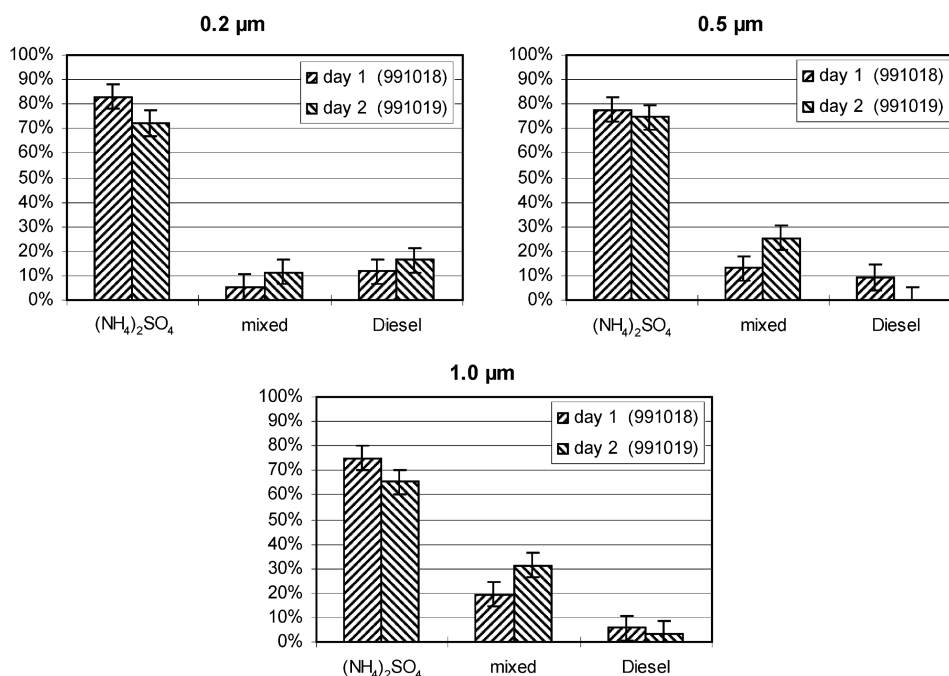 0.2 µm
100%
90%
80%
70%
60%
50%
40%
30%
20%
10%
0%
day 1 (991018)
day 2 (991019)
(NH₄)₂SO₄ mixed Diesel
0.5 µm
100%
90%
80%
70%
60%
50%
40%
30%
20%
10%
0%
day 1 (991018)
day 2 (991019)
(NH₄)₂SO₄ mixed Diesel
1.0 µm
100%
90%
80%
70%
60%
50%
40%
30%
20%
10%
0%
day 1 (991018)
day 2 (991019)
(NH₄)₂SO₄ mixed Diesel